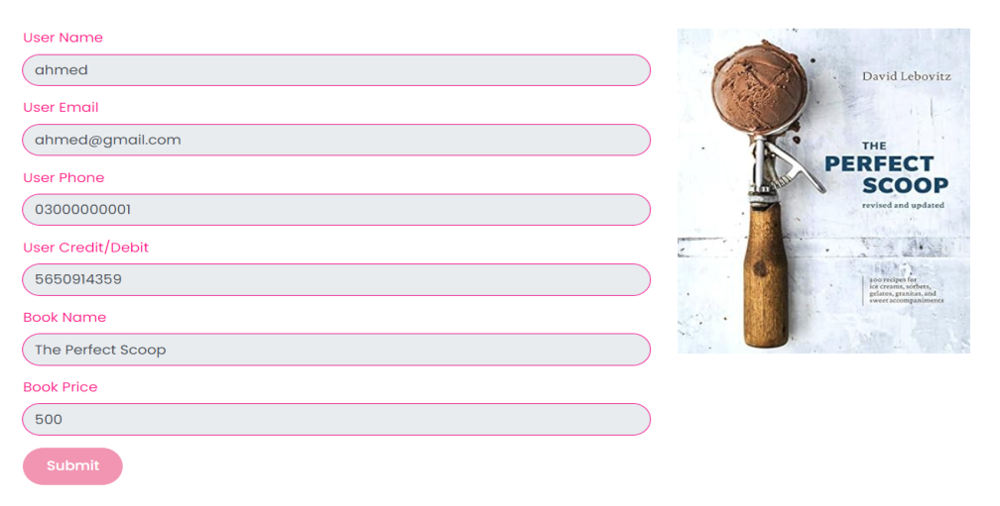 User Name
ahmed
User Email
ahmed@gmail.com
User Phone
03000000001
User Credit/Debit
5650914359
Book Name
The Perfect Scoop
Book Price
500
Submit
David Lebovitz
THE
PERFECT
SCOOP
revised and updated
200 recipes for
ice creams, sorbets,
gelatos, granitas, and
sweet accompaniments